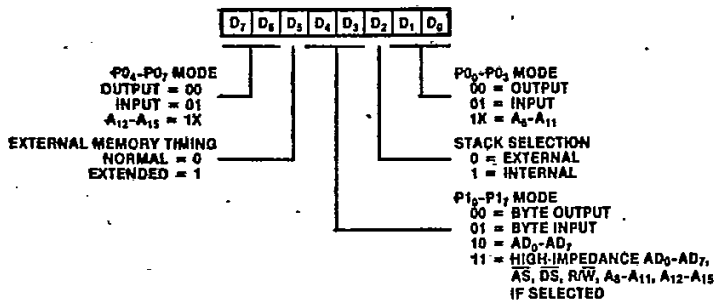 D₇ D₆ D₅ D₄ D₃ D₂ D₁ D₀
P0₄-P0₇ MODE
OUTPUT = 00
INPUT = 01
A₁₂-A₁₅ = 1X
EXTERNAL MEMORY TIMING
NORMAL = 0
EXTENDED = 1
P0₀-P0₃ MODE
00 = OUTPUT
01 = INPUT
1X = A₈-A₁₁
STACK SELECTION
0 = EXTERNAL
1 = INTERNAL
P1₀-P1₇ MODE
00 = BYTE OUTPUT
01 = BYTE INPUT
10 = AD₀-AD₇
11 = HIGH-IMPEDANCE AD₀-AD₇,
A̅S̅, D̅S̅, R/W̅, A₈-A₁₁, A₁₂-A₁₅
IF SELECTED